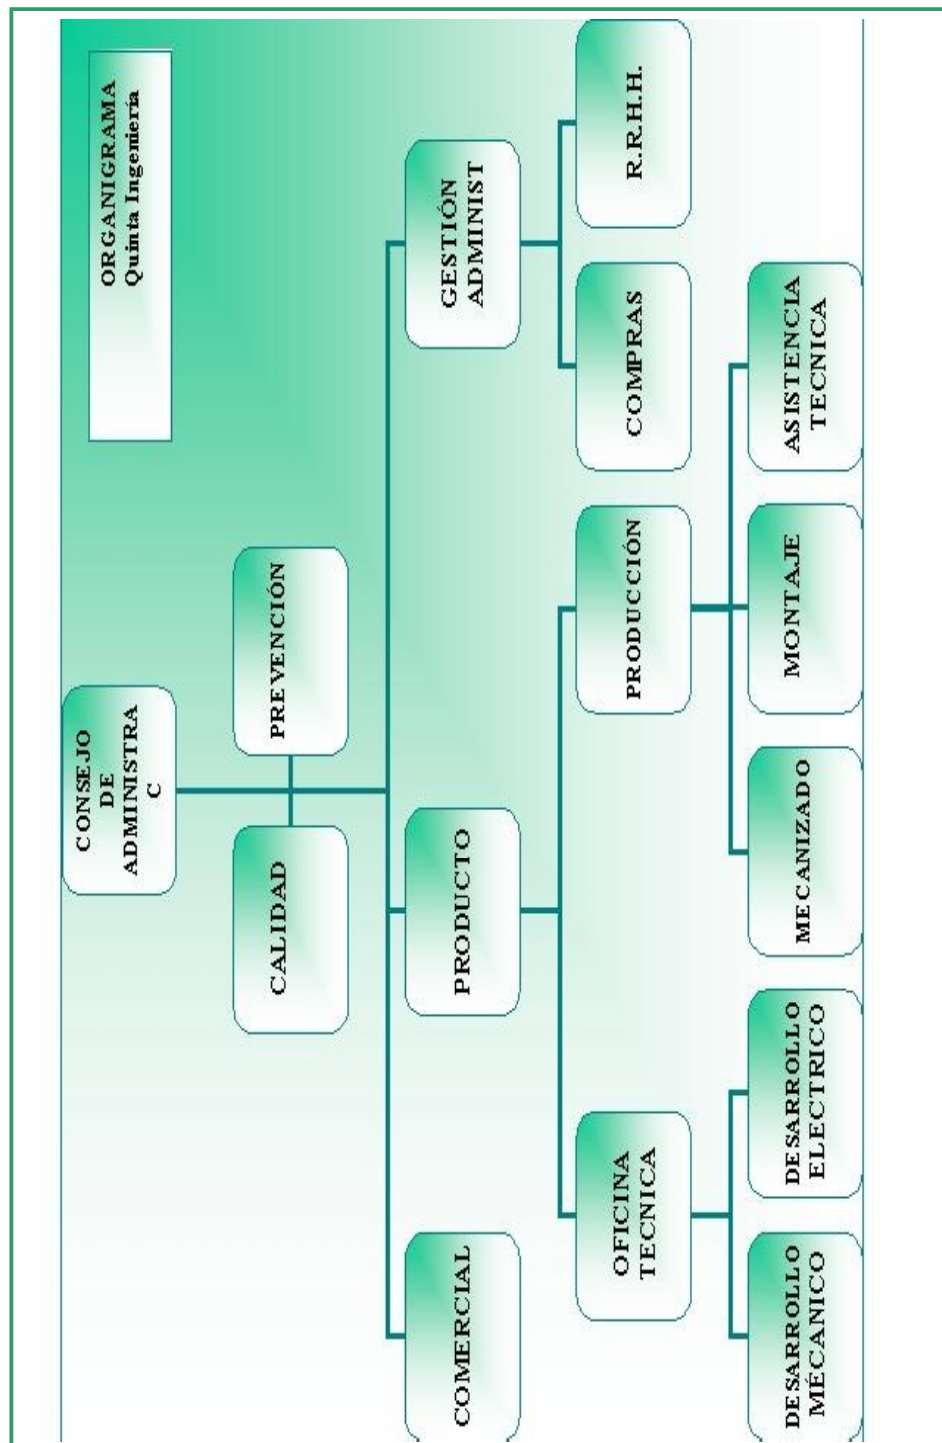 ORGANIGRAMA
Quinta Ingeniería
CONSEJO
DE
ADMINISTRA
C
CALIDAD
PREVENCIÓN
COMERCIAL
PRODUCTO
GESTIÓN
ADMINIST
OFICINA
TECNICA
PRODUCCIÓN
COMPRAS
R.R.H.H.
DESARROLLO
MÉCANICO
DESARROLLO
ELECTRICO
MECANIZADO
MONTAJE
ASISTENCIA
TECNICA